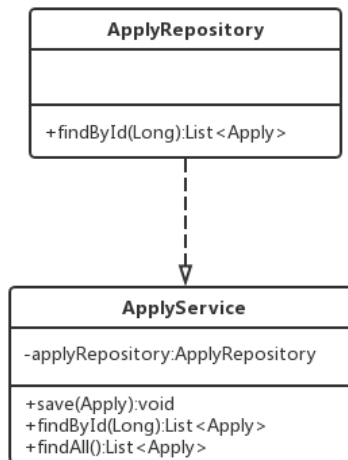 ApplyRepository
+findById(Long):List<Apply>
ApplyService
-applyRepository:ApplyRepository
+save(Apply):void
+findById(Long):List<Apply>
+findAll():List<Apply>